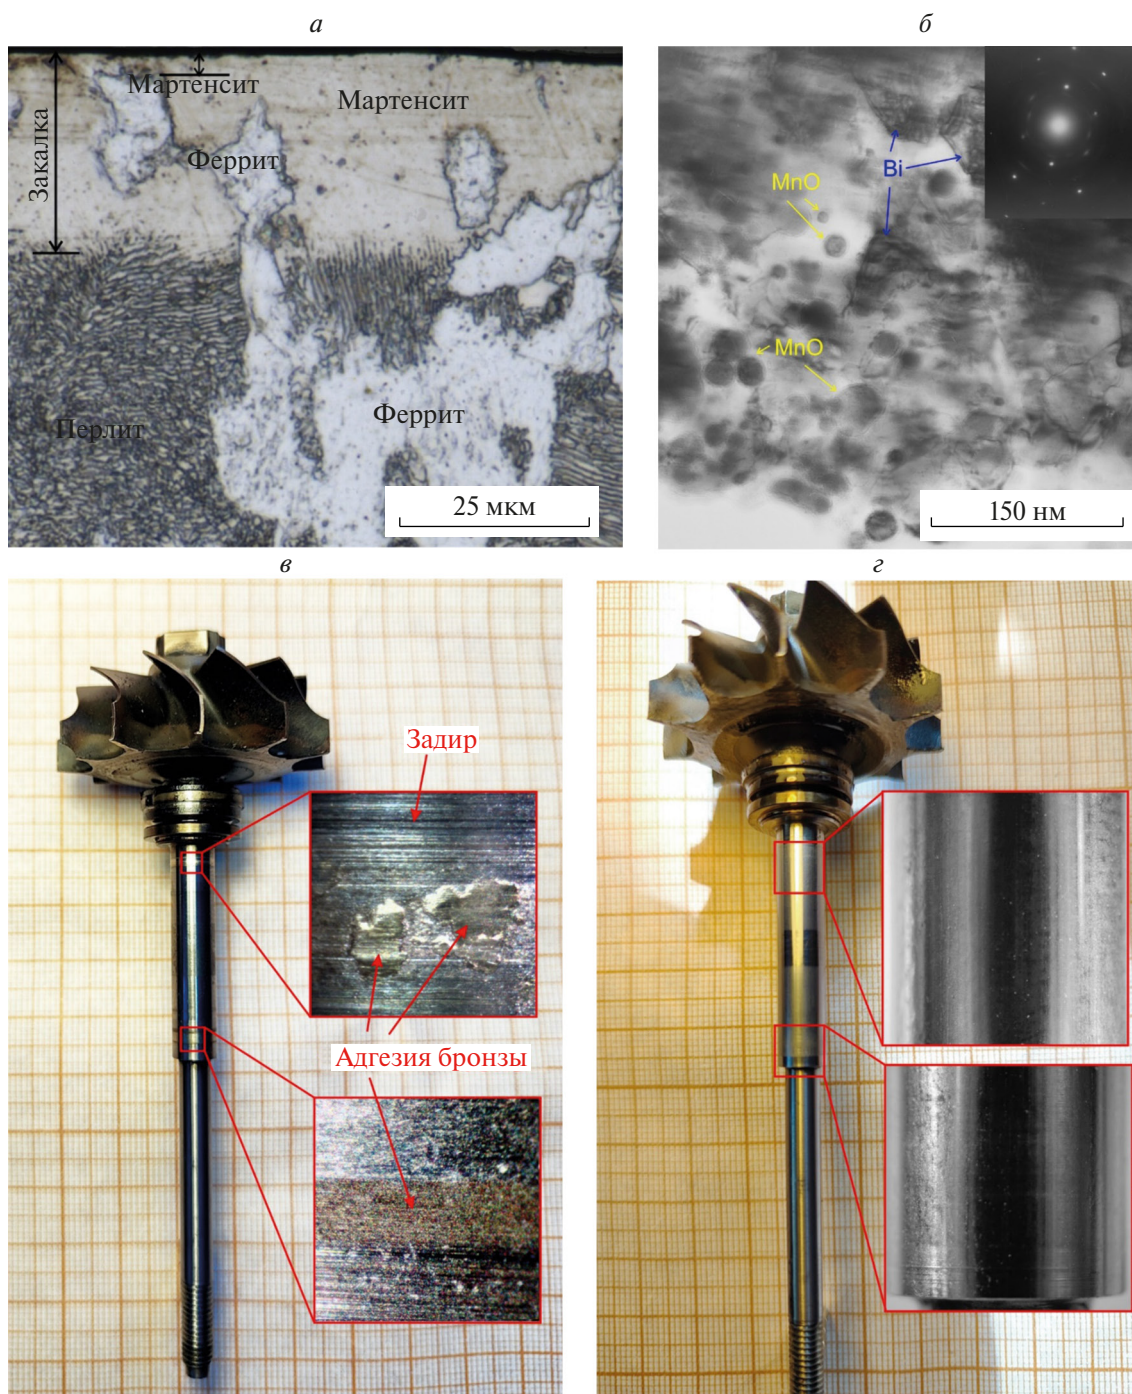 а
Мартенсит
Мартенсит
Закалка
Феррит
Перлит
Феррит
25 мкм
б
Bi
MnO
MnO
150 нм
в
Задир
Адгезия бронзы
г